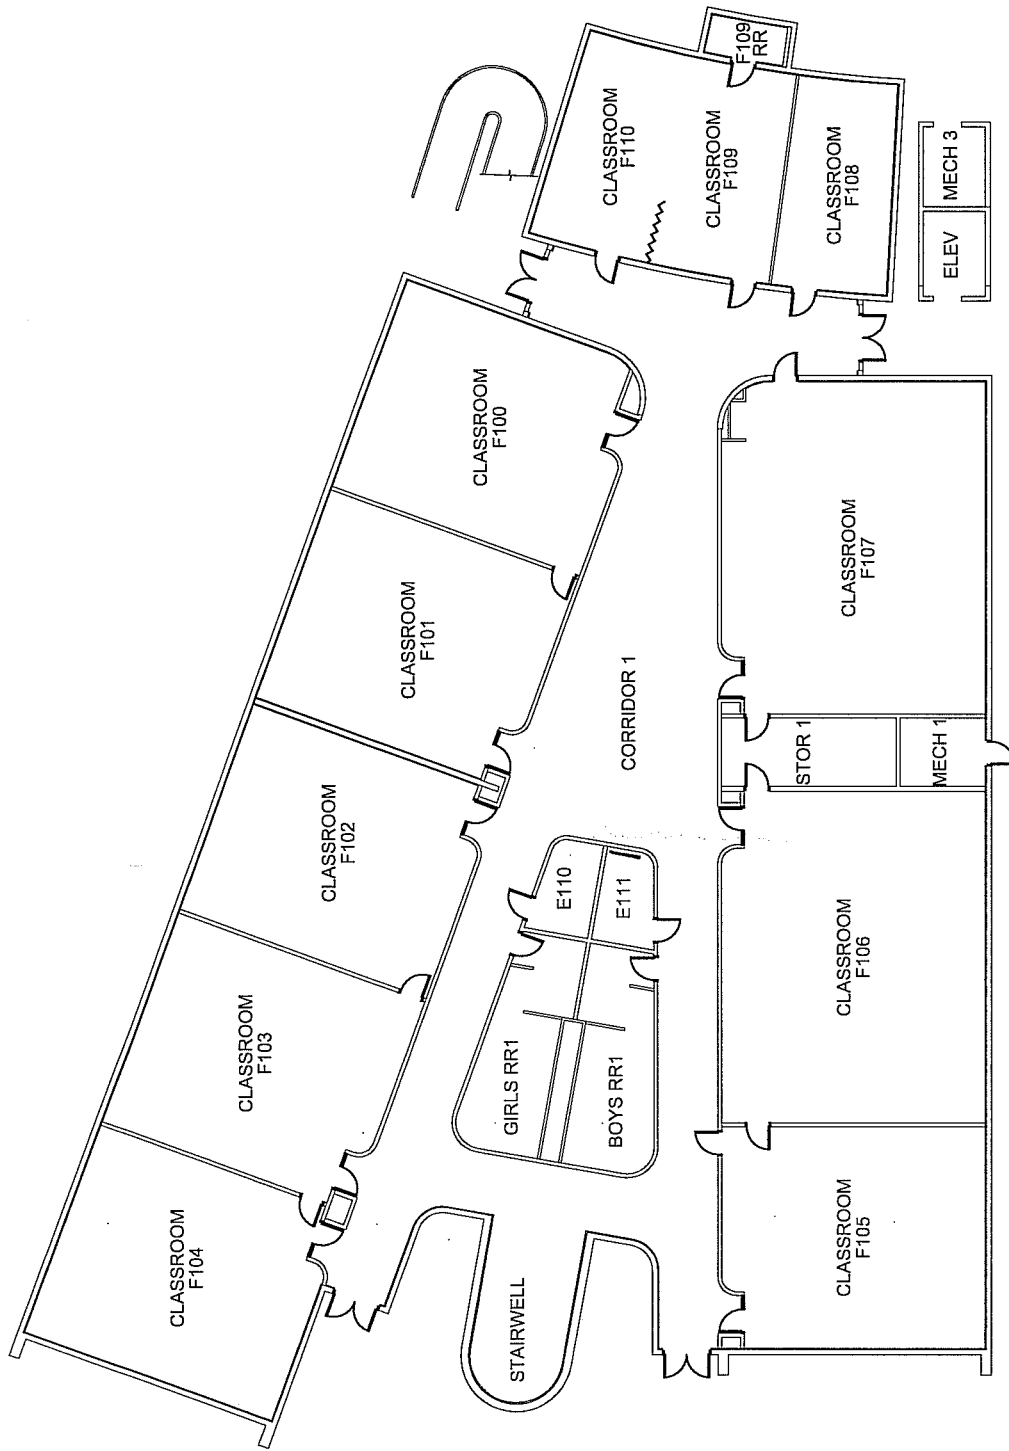 F109
RR
CLASSROOM
F110
CLASSROOM
F109
CLASSROOM
F108
MECH 3
ELEV
CLASSROOM
F100
CLASSROOM
F101
CLASSROOM
F102
CLASSROOM
F103
CLASSROOM
F104
CORRIDOR 1
E110
E111
GIRLS RR1
BOYS RR1
STAIRWELL
CLASSROOM
F107
STOR 1
MECH 1
CLASSROOM
F106
CLASSROOM
F105